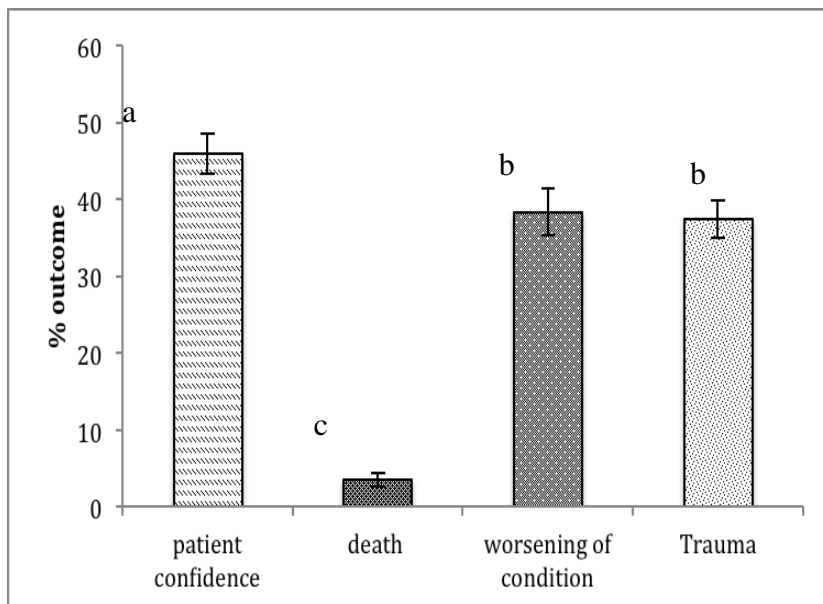 60
50
40
30
20
10
0
% outcome
a
c
b
b
patient
confidence
death
worsening of
condition
Trauma